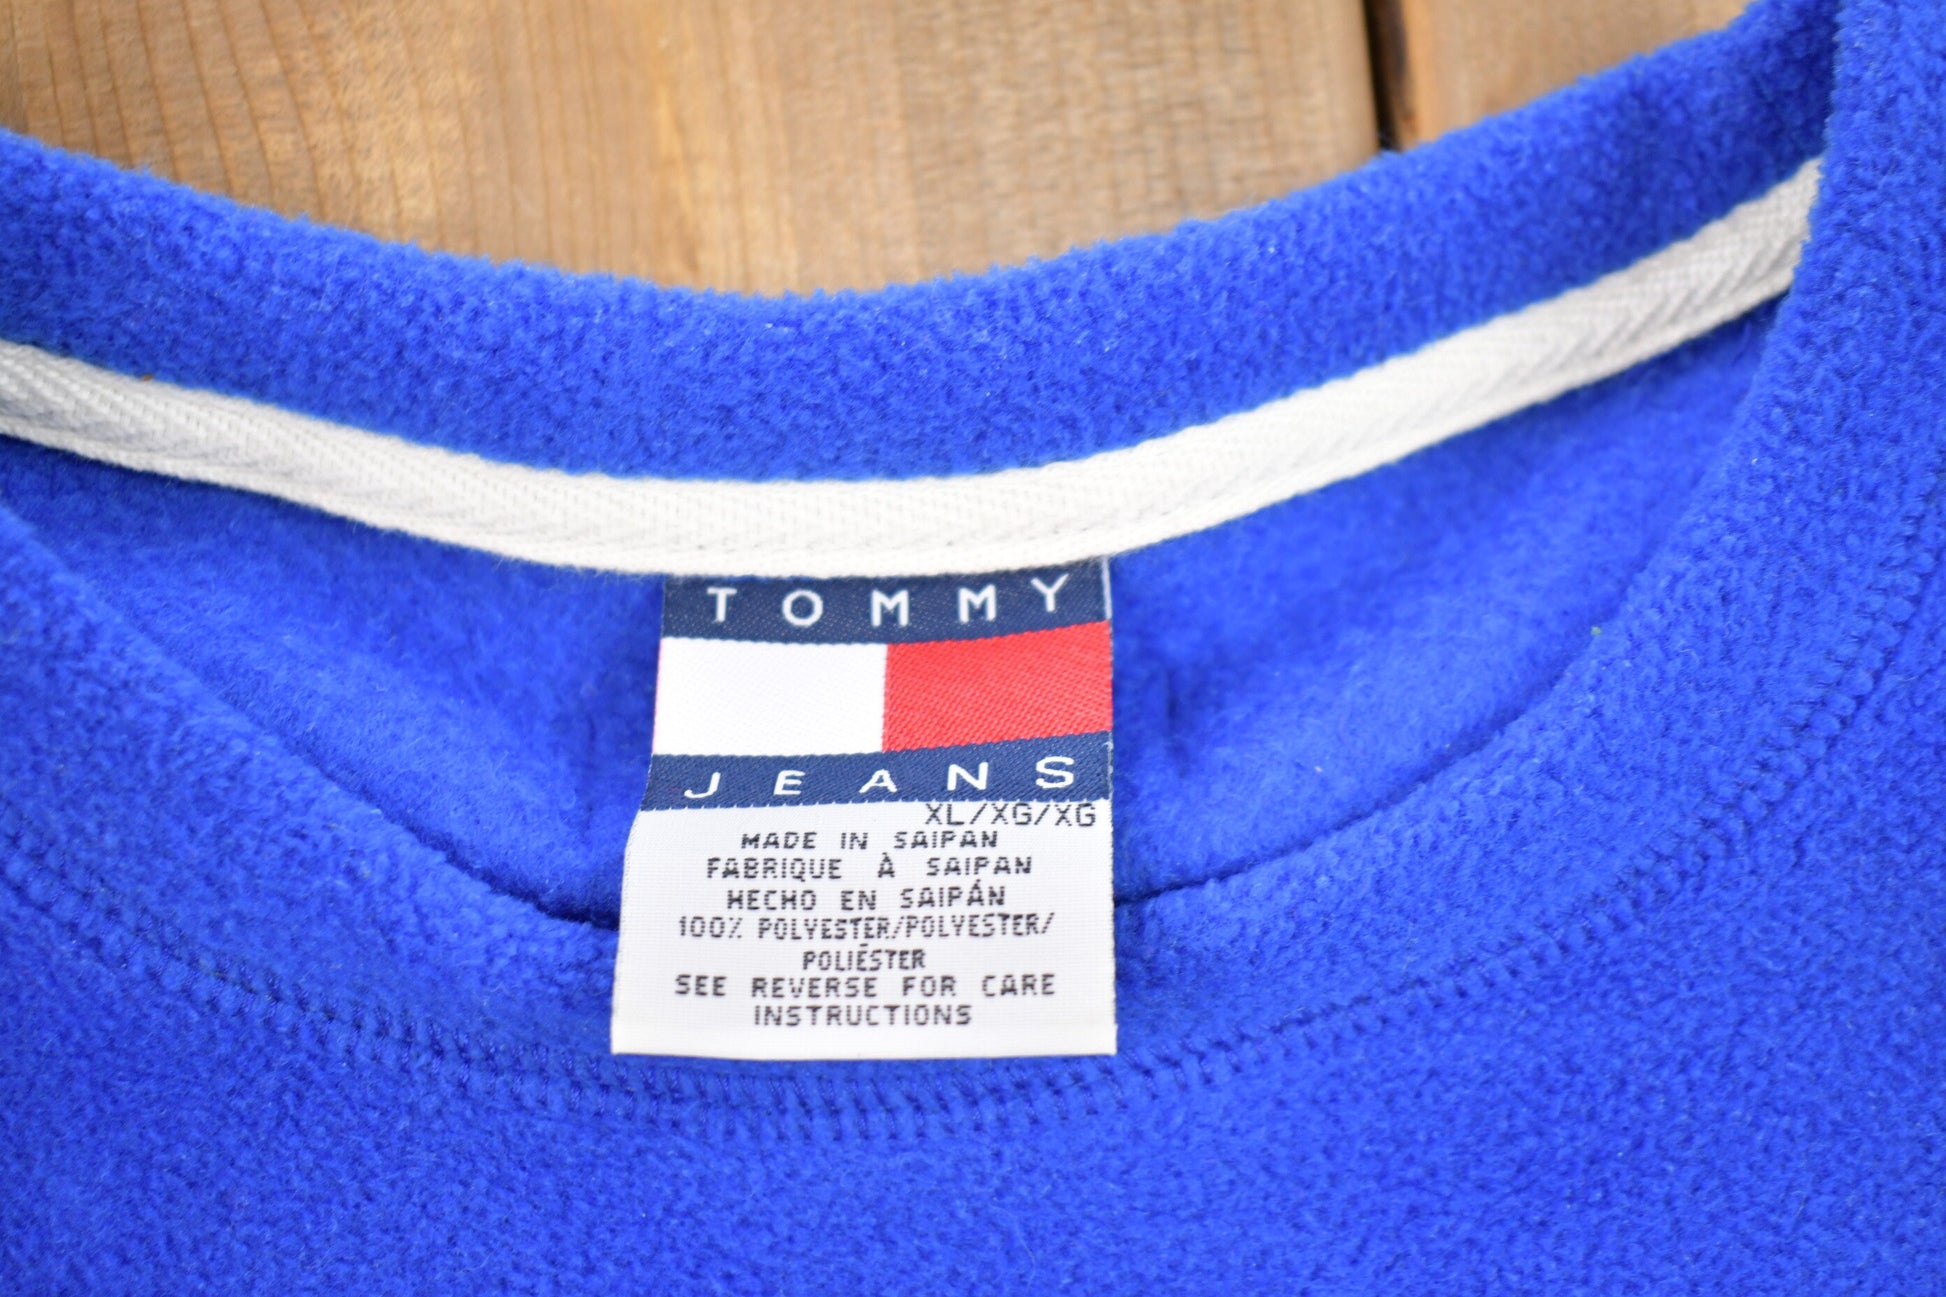 TOMMY
JEANS
XL/XG/XG
MADE IN SAIPAN
FABRIQUE À SAIPAN
HECHO EN SAIPÁN
100% POLYESTER/POLYESTER/
POLIÉSTER
SEE REVERSE FOR CARE
INSTRUCTIONS